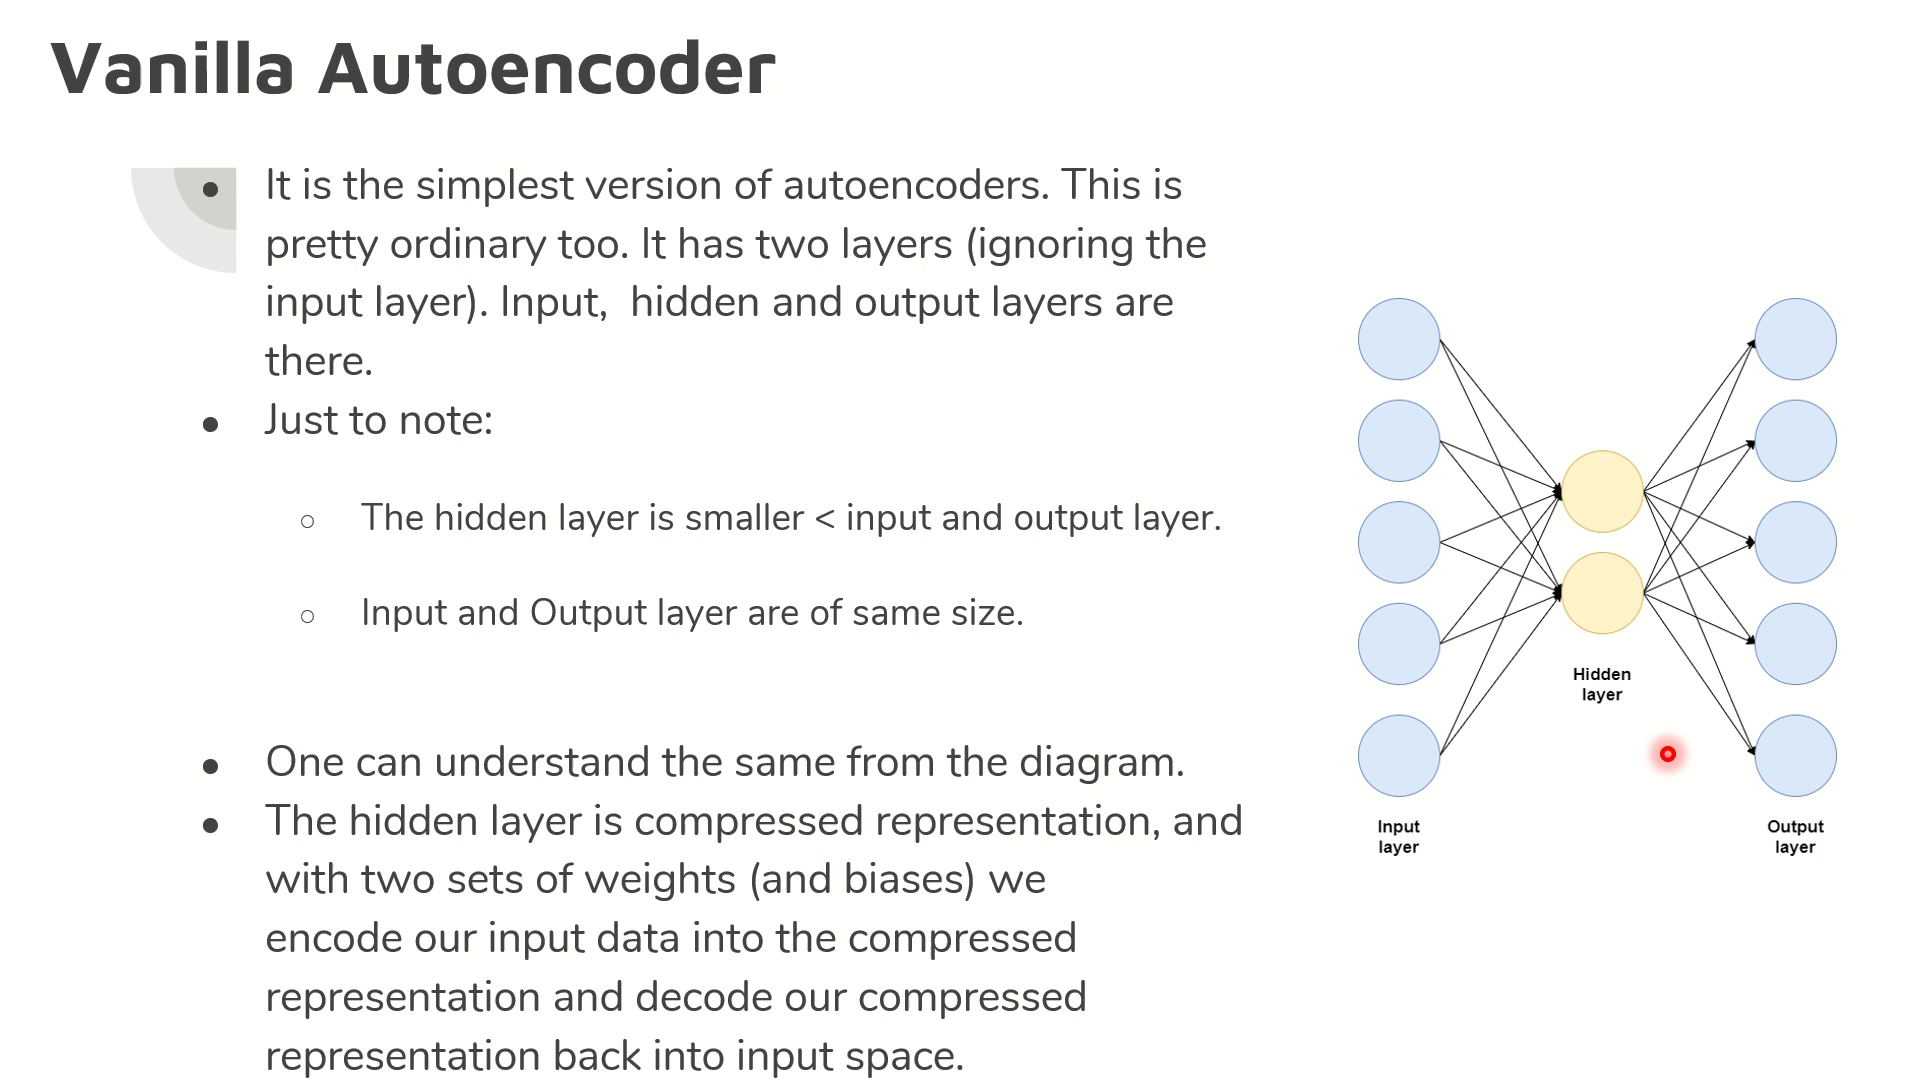 Vanilla Autoencoder
● It is the simplest version of autoencoders. This is
pretty ordinary too. It has two layers (ignoring the
input layer). Input,  hidden and output layers are
there.
● Just to note:
○ The hidden layer is smaller < input and output layer.
○ Input and Output layer are of same size.
● One can understand the same from the diagram.
● The hidden layer is compressed representation, and
with two sets of weights (and biases) we
encode our input data into the compressed
representation and decode our compressed
representation back into input space.
Hidden
layer
Input
layer
Output
layer